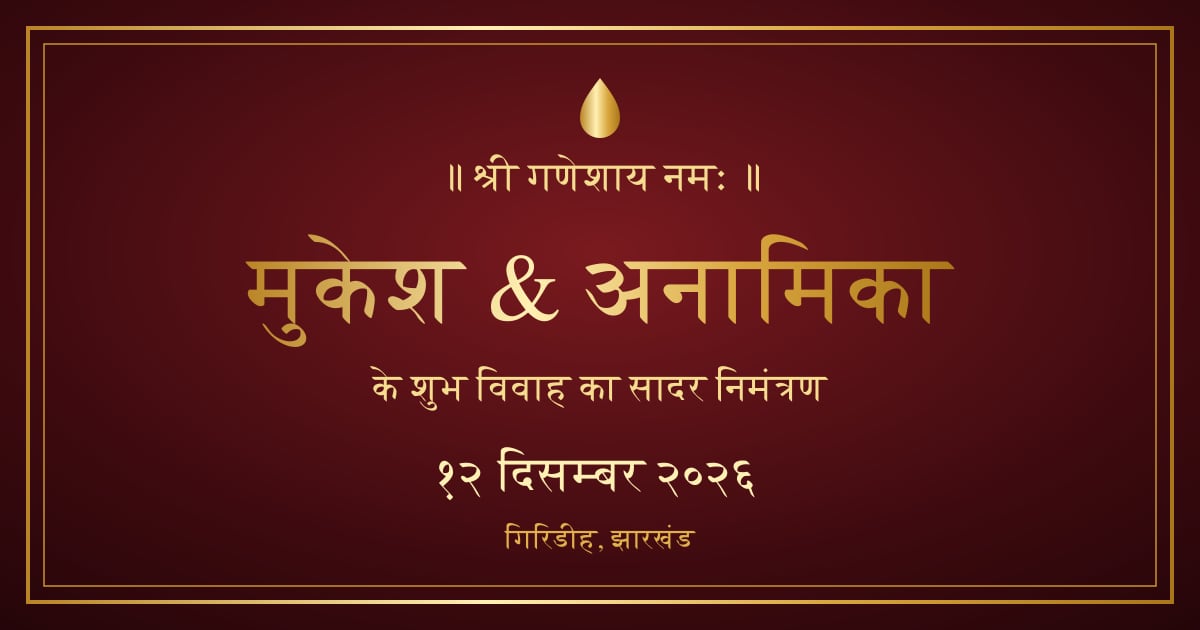 ॥ श्री गणेशाय नमः ॥
मुकेश & अनामिका
के शुभ विवाह का सादर निमंत्रण
१२ दिसम्बर २०२६
गिरिडीह, झारखंड